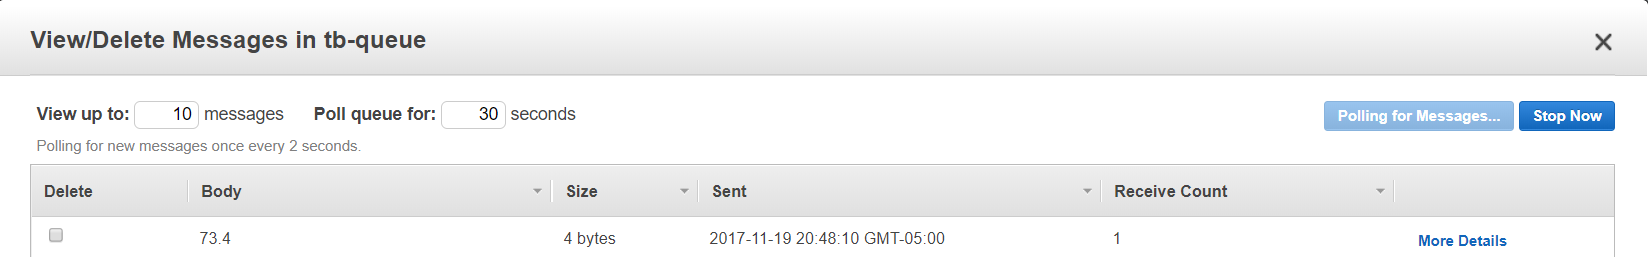 View/Delete Messages in tb-queue
View up to: 10 messages Poll queue for: 30 seconds Polling for Messages... Stop Now
Polling for new messages once every 2 seconds.
Delete Body Size Sent Receive Count
73.4 4 bytes 2017-11-19 20:48:10 GMT-05:00 1 More Details